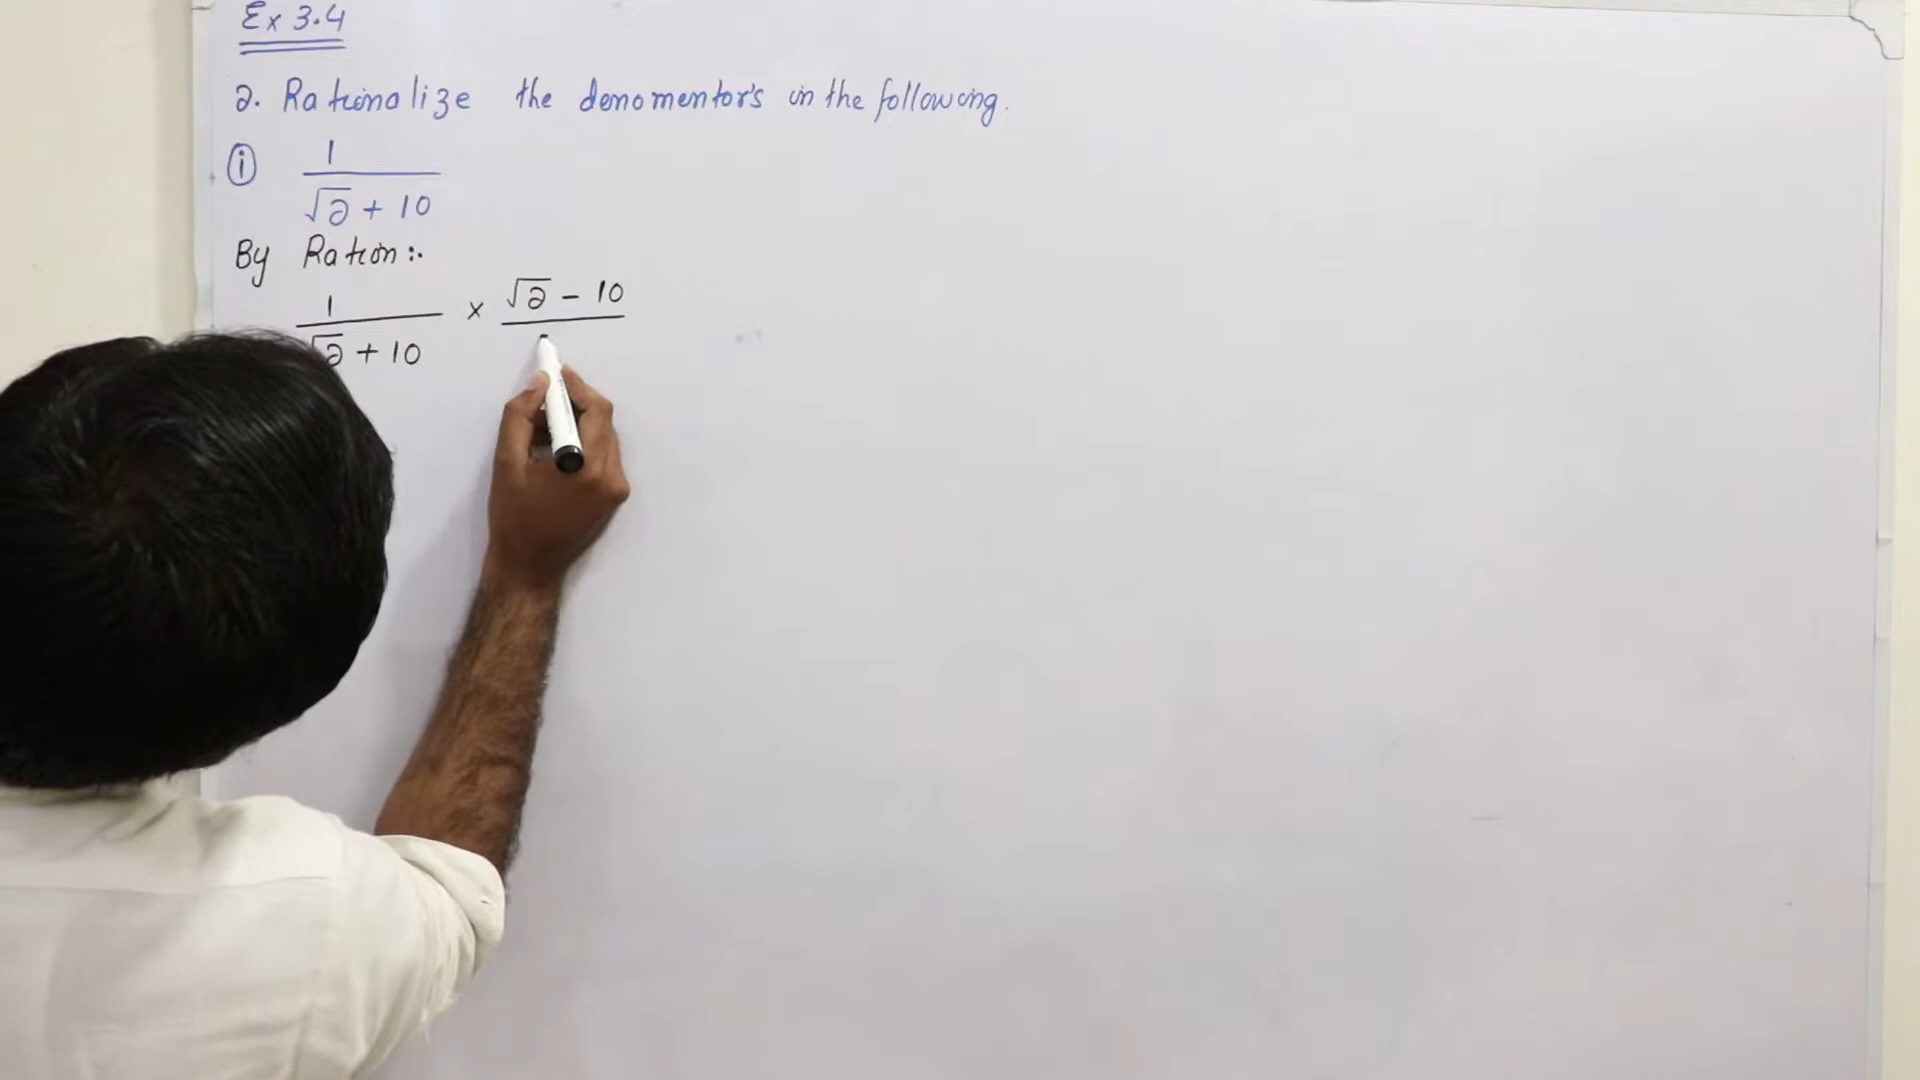 Ex 3.4
2. Rationalize the denomentor's in the following.
(i) 1
√2 + 10
By Ration:.
1 × √2 - 10
√2 + 10